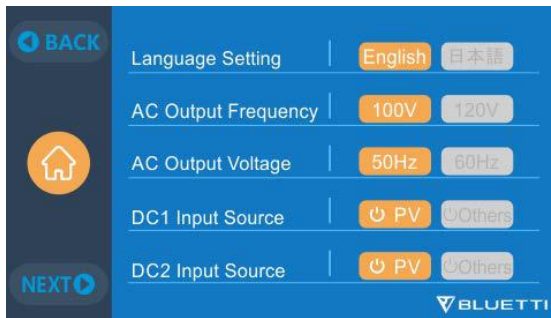 BACK
Language Setting English 日本語
AC Output Frequency 100V 120V
AC Output Voltage 50Hz 60Hz
DC1 Input Source PV Others
DC2 Input Source PV Others
NEXT
BLUETTI